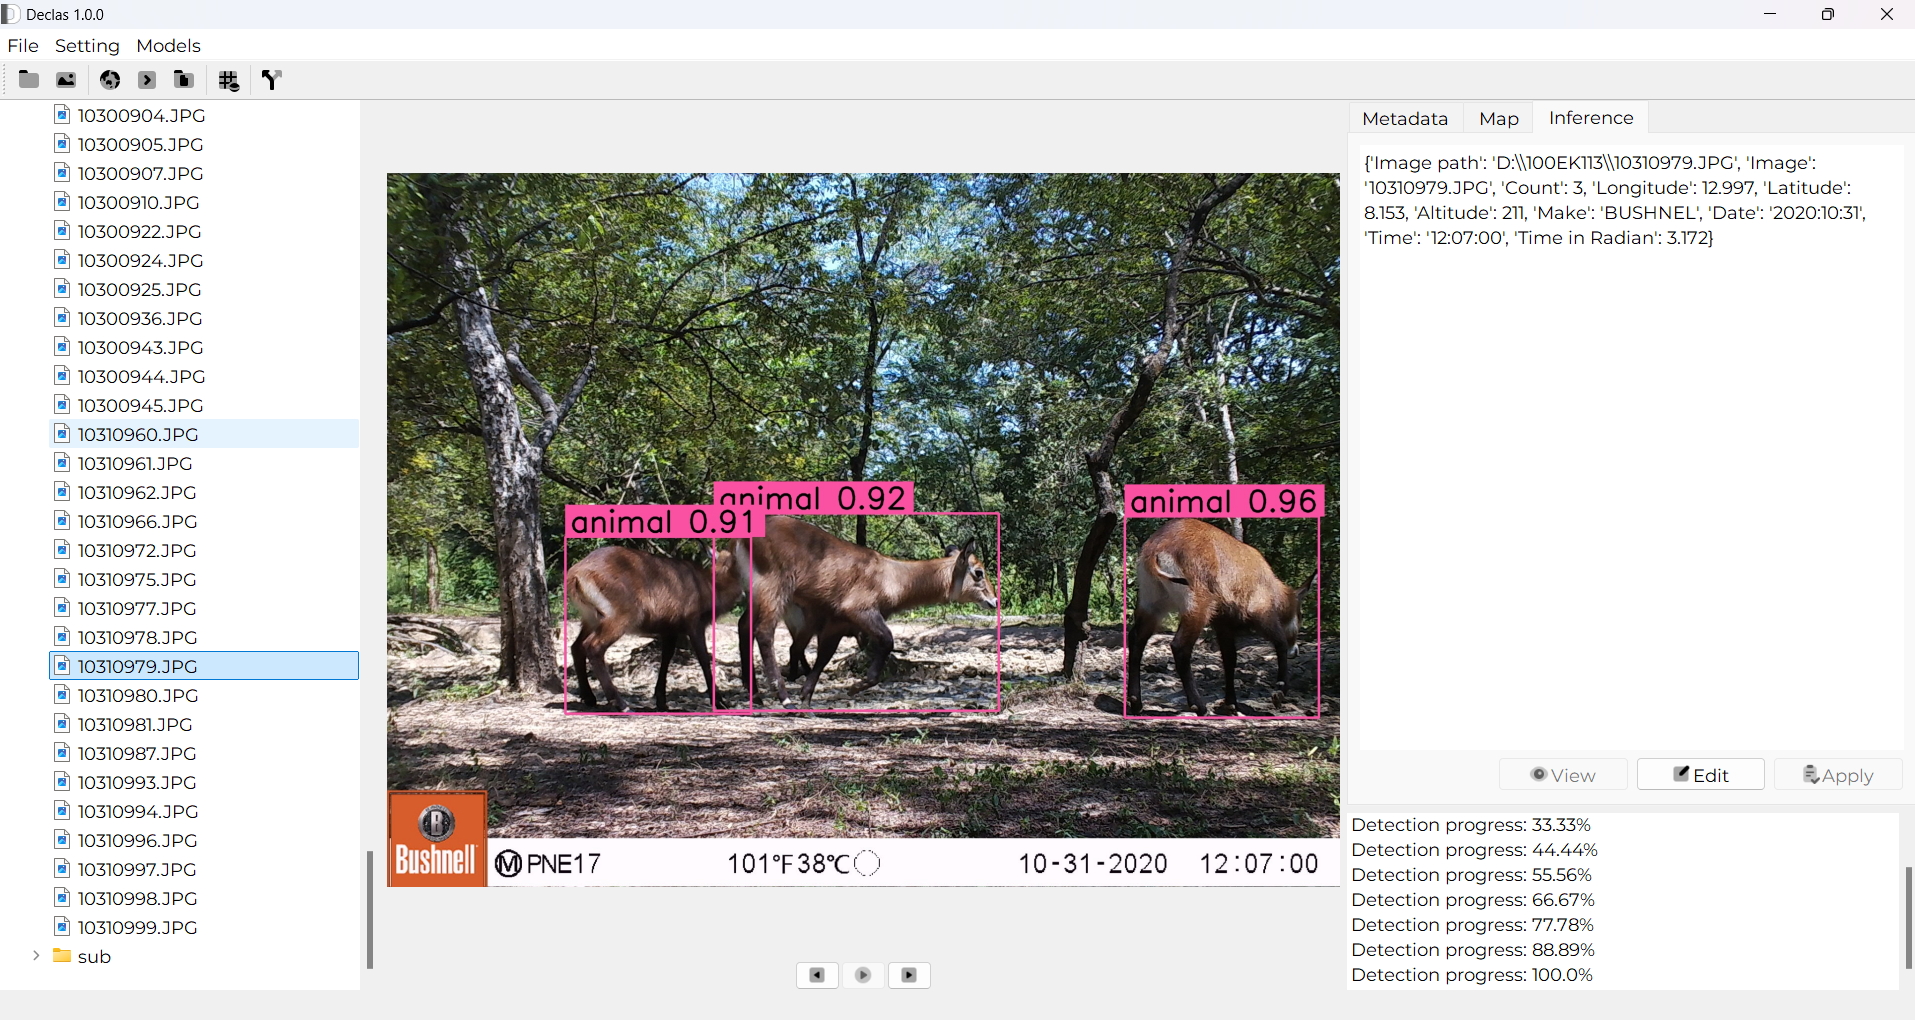 Declas 1.0.0
File Setting Models
10300904.JPG
10300905.JPG
10300907.JPG
10300910.JPG
10300922.JPG
10300924.JPG
10300925.JPG
10300936.JPG
10300943.JPG
10300944.JPG
10300945.JPG
10310960.JPG
10310961.JPG
10310962.JPG
10310966.JPG
10310972.JPG
10310975.JPG
10310977.JPG
10310978.JPG
10310979.JPG
10310980.JPG
10310981.JPG
10310987.JPG
10310993.JPG
10310994.JPG
10310996.JPG
10310997.JPG
10310998.JPG
10310999.JPG
sub
animal 0.92
animal 0.91
animal 0.96
B
Bushnell
M PNE17 101°F38°C 10-31-2020 12:07:00
Metadata Map Inference
{'Image path': 'D:\\100EK113\\10310979.JPG', 'Image':
'10310979.JPG', 'Count': 3, 'Longitude': 12.997, 'Latitude':
8.153, 'Altitude': 211, 'Make': 'BUSHNEL', 'Date': '2020:10:31',
'Time': '12:07:00', 'Time in Radian': 3.172}
View Edit Apply
Detection progress: 33.33%
Detection progress: 44.44%
Detection progress: 55.56%
Detection progress: 66.67%
Detection progress: 77.78%
Detection progress: 88.89%
Detection progress: 100.0%